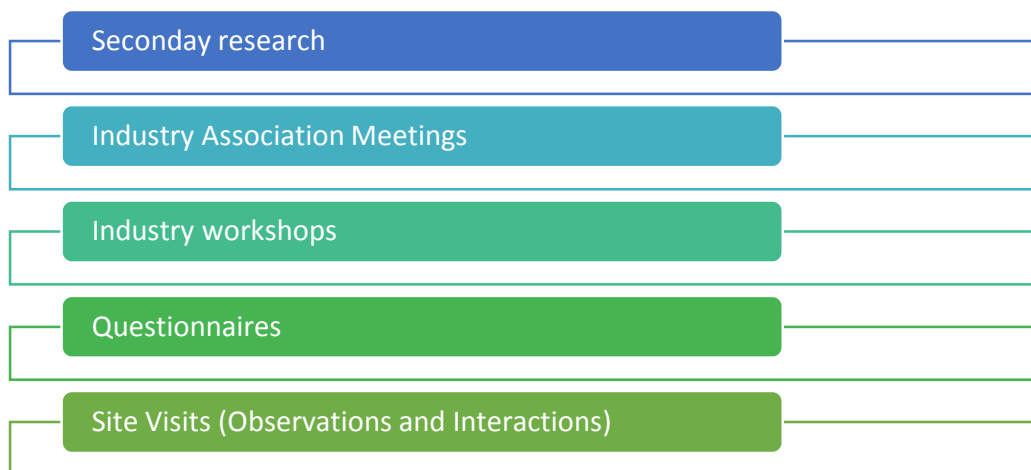 Seconday research
Industry Association Meetings
Industry workshops
Questionnaires
Site Visits (Observations and Interactions)